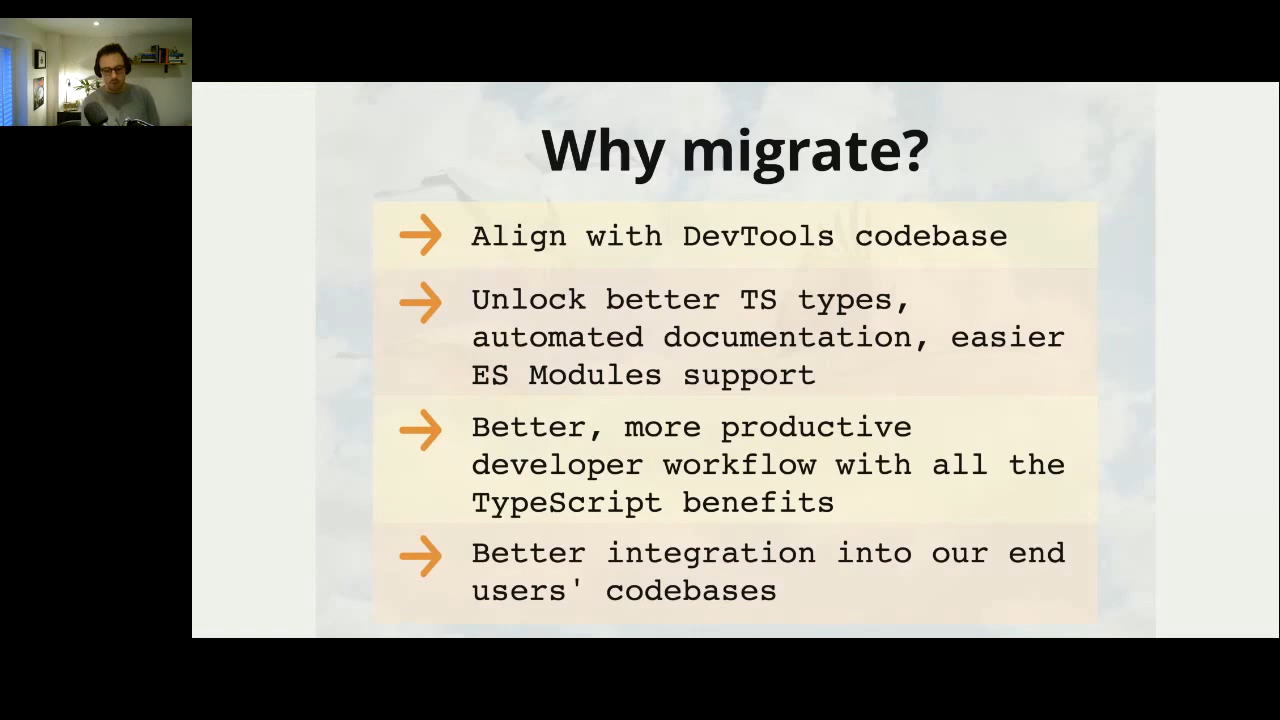 Why migrate?
Align with DevTools codebase
Unlock better TS types,
automated documentation, easier
ES Modules support
Better, more productive
developer workflow with all the
TypeScript benefits
Better integration into our end
users' codebases